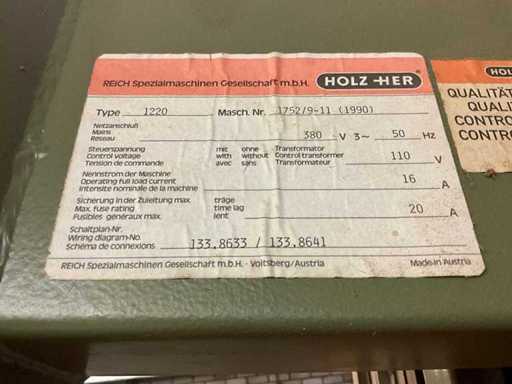 REICH Spezialmaschinen Gesellschaft m.b.H. HOLZ-HER
Type 1220 Masch. Nr. 1752/9-11 (1990)
Netzanschluß
Mains 380 V 3~ 50 Hz
Réseau
Steuerspannung mit ohne Transformator
Control voltage with without Control transformer 110 V
Tension de commande avec sans Transformateur
Nennstrom der Maschine
Operating full load current 16 A
Intensité nominale de la machine
Sicherung in der Zuleitung max. träge
Max. fuse rating time lag 20 A
Fusibles généraux max. lent
Schaltplan-Nr.
Wiring diagram-No. 133.8633 / 133.8641
Schéma de connexions
REICH Spezialmaschinen Gesellschaft m.b.H. · Voitsberg/Austria Made in Austria
QUALITÄT
QUALI
CONTRO
CONTR